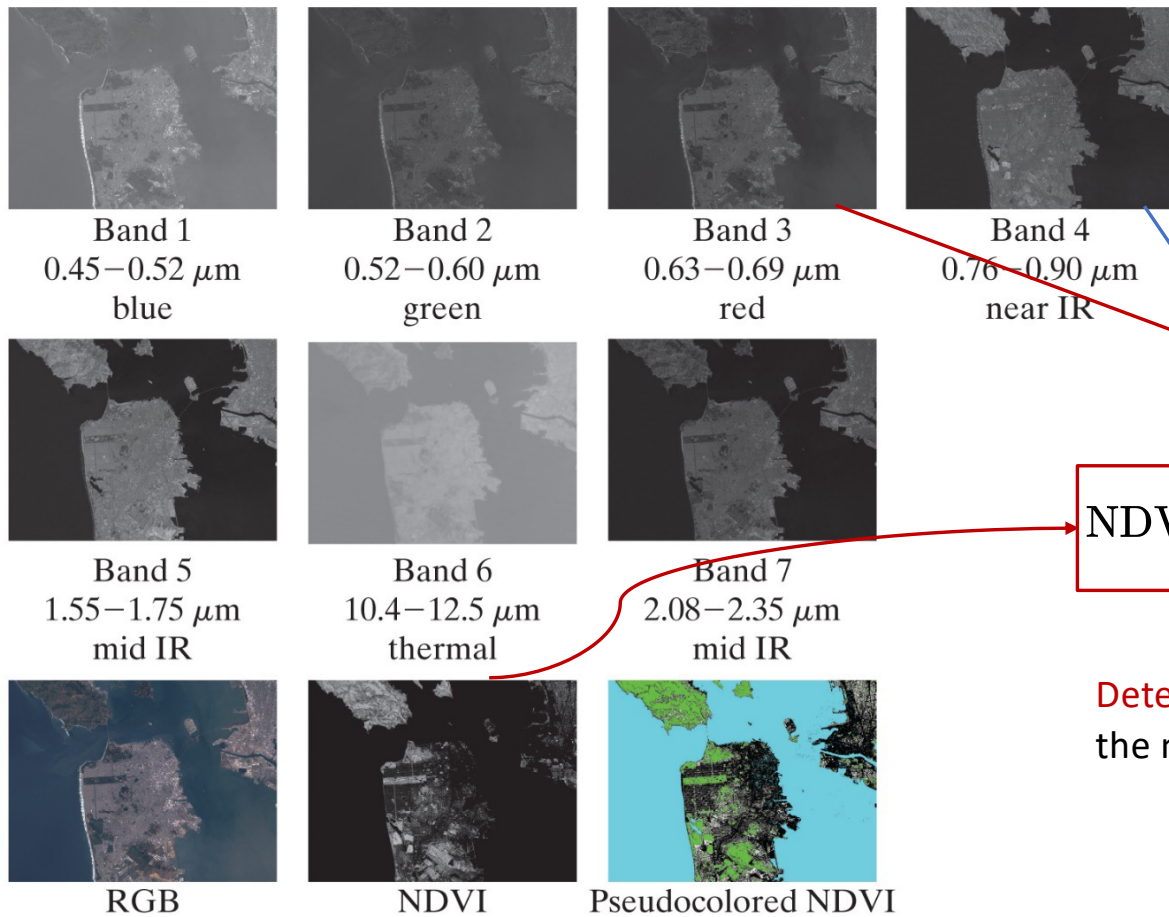 Band 1
0.45–0.52 μm
blue
Band 2
0.52–0.60 μm
green
Band 3
0.63–0.69 μm
red
Band 4
0.76–0.90 μm
near IR
Band 5
1.55–1.75 μm
mid IR
Band 6
10.4–12.5 μm
thermal
Band 7
2.08–2.35 μm
mid IR
NDV
Dete
the
RGB
NDVI
Pseudocolored NDVI